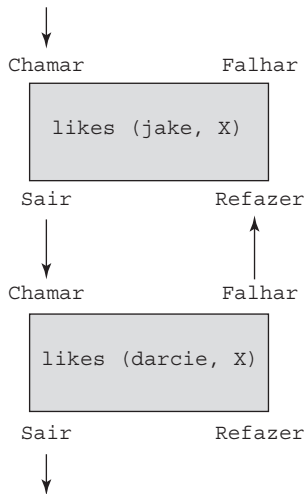 Chamar Falhar
likes (jake, X)
Sair Refazer
Chamar Falhar
likes (darcie, X)
Sair Refazer